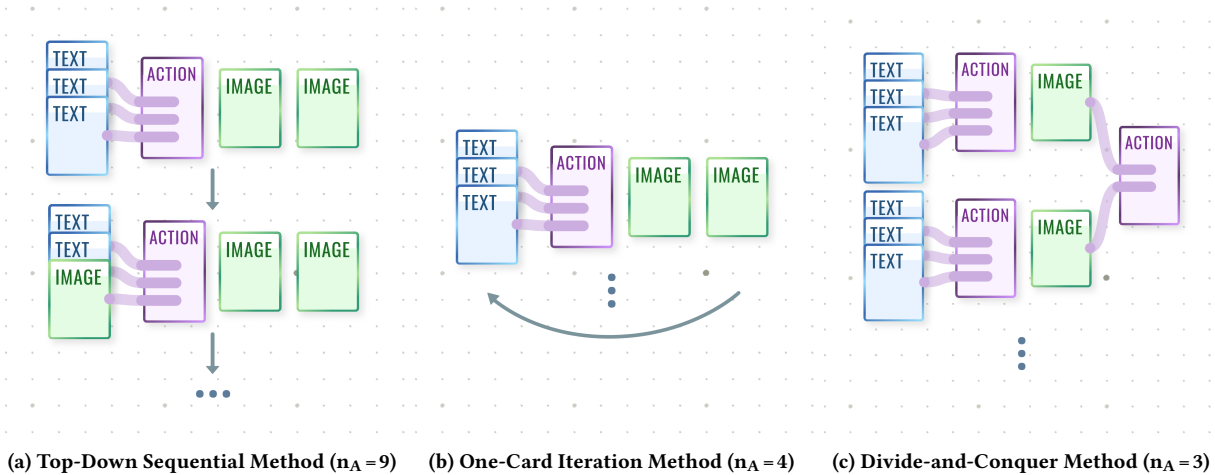 TEXT
TEXT
TEXT
ACTION
IMAGE
IMAGE
TEXT
TEXT
IMAGE
ACTION
IMAGE
IMAGE
(a) Top-Down Sequential Method (nA = 9)
TEXT
TEXT
TEXT
ACTION
IMAGE
IMAGE
(b) One-Card Iteration Method (nA = 4)
TEXT
TEXT
TEXT
ACTION
IMAGE
ACTION
TEXT
TEXT
TEXT
ACTION
IMAGE
(c) Divide-and-Conquer Method (nA = 3)